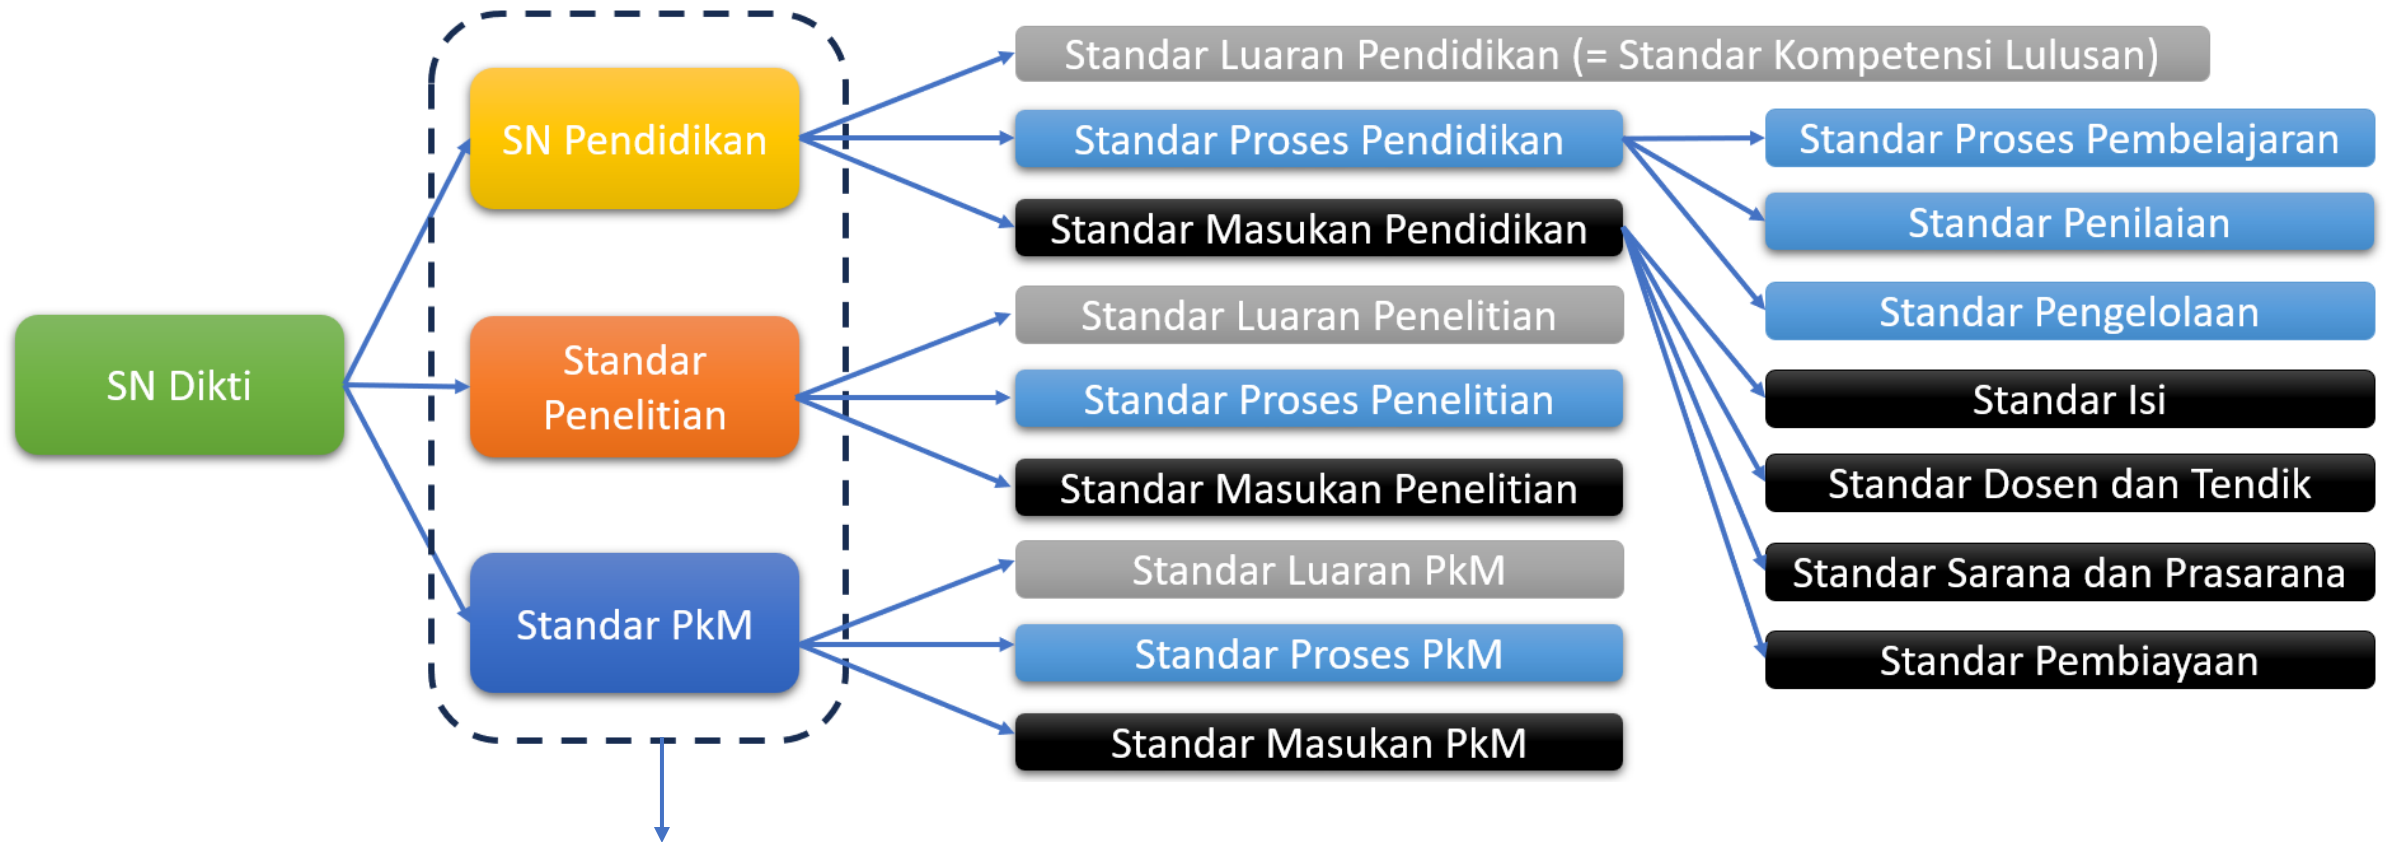 SN Dikti
SN Pendidikan
Standar
Penelitian
Standar PkM
Standar Luaran Pendidikan (= Standar Kompetensi Lulusan)
Standar Proses Pendidikan
Standar Masukan Pendidikan
Standar Luaran Penelitian
Standar Proses Penelitian
Standar Masukan Penelitian
Standar Luaran PkM
Standar Proses PkM
Standar Masukan PkM
Standar Proses Pembelajaran
Standar Penilaian
Standar Pengelolaan
Standar Isi
Standar Dosen dan Tendik
Standar Sarana dan Prasarana
Standar Pembiayaan